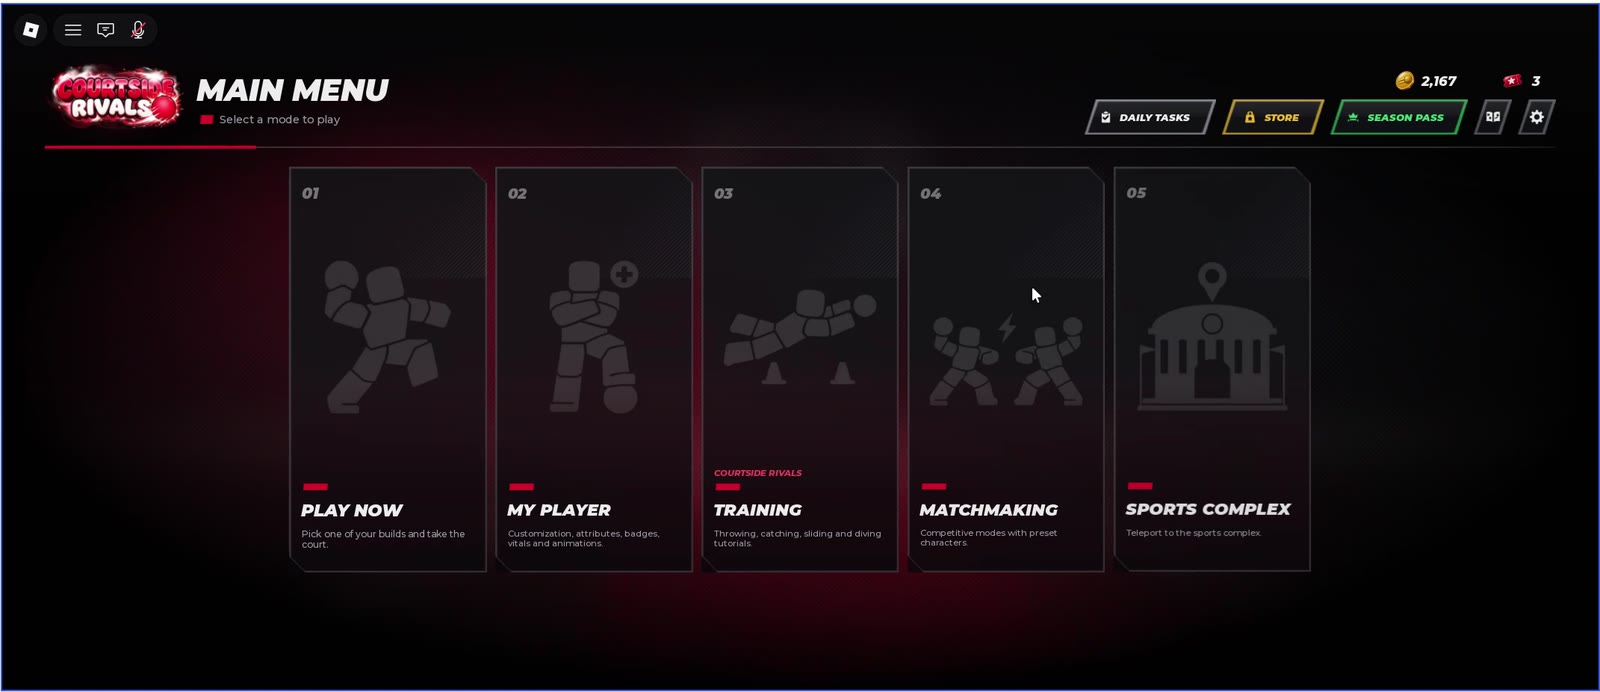 COURTSIDE
RIVALS
MAIN MENU
Select a mode to play
2,167
3
DAILY TASKS
STORE
SEASON PASS
01
02
03
04
05
COURTSIDE RIVALS
PLAY NOW
Pick one of your builds and take the
court.
MY PLAYER
Customization, attributes, badges,
vitals and animations.
TRAINING
Throwing, catching, sliding and diving
tutorials.
MATCHMAKING
Competitive modes with preset
characters.
SPORTS COMPLEX
Teleport to the sports complex.